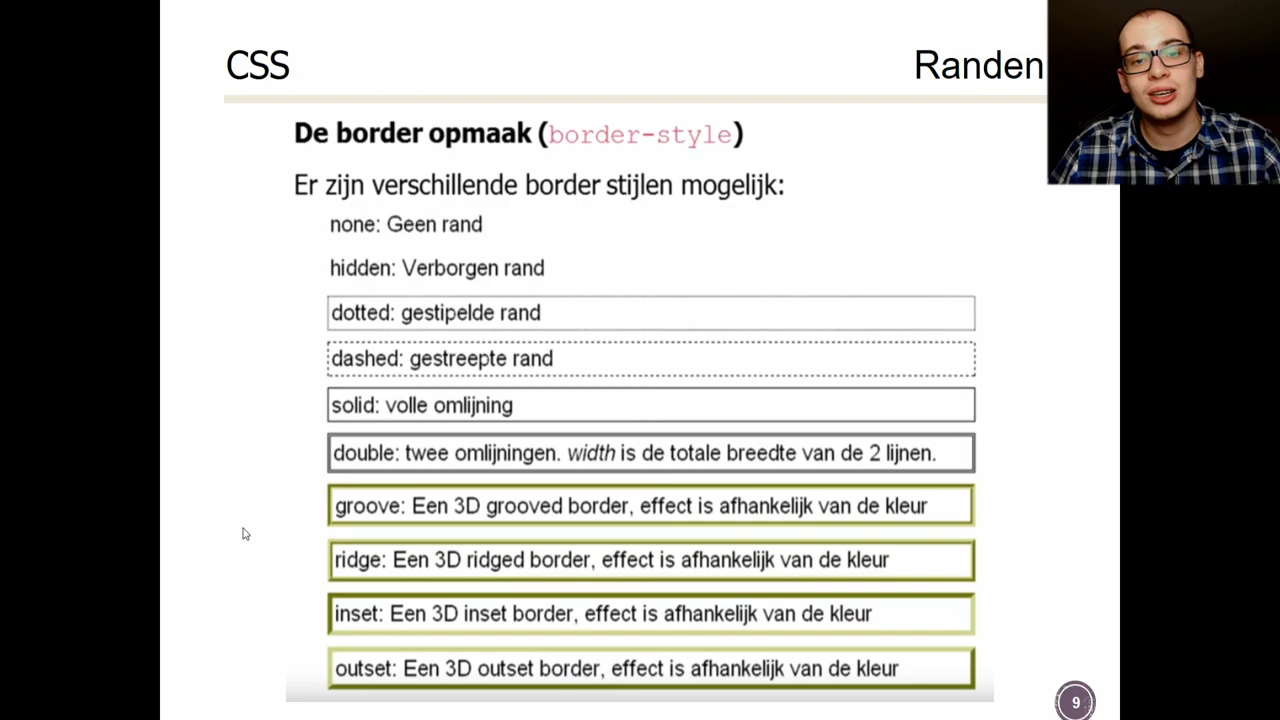 CSS
Randen
De border opmaak (border-style)
Er zijn verschillende border stijlen mogelijk:
none: Geen rand
hidden: Verborgen rand
dotted: gestipelde rand
dashed: gestreepte rand
solid: volle omlijning
double: twee omlijningen. width is de totale breedte van de 2 lijnen.
groove: Een 3D grooved border, effect is afhankelijk van de kleur
ridge: Een 3D ridged border, effect is afhankelijk van de kleur
inset: Een 3D inset border, effect is afhankelijk van de kleur
outset: Een 3D outset border, effect is afhankelijk van de kleur
9